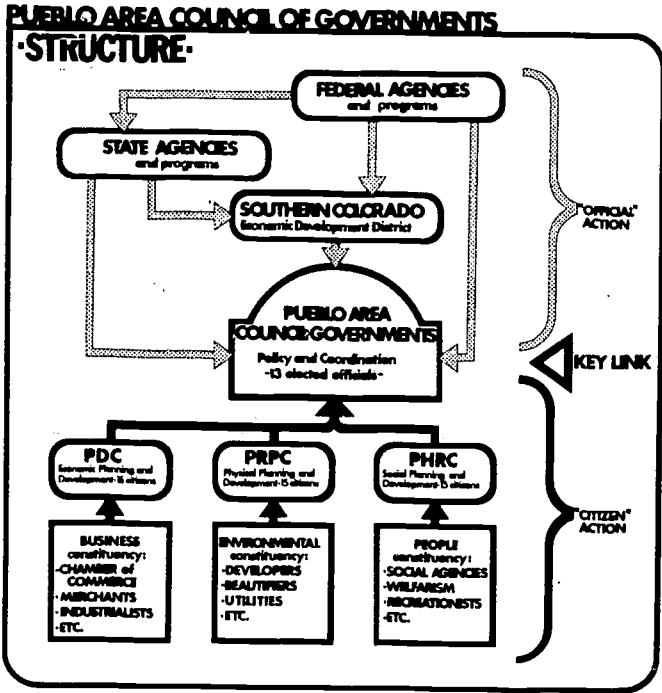 PUEBLO AREA COUNCIL OF GOVERNMENTS
·STRUCTURE·
FEDERAL AGENCIES
and programs
STATE AGENCIES
and programs
SOUTHERN COLORADO
Economic Development District
"OFFICIAL"
ACTION
PUEBLO AREA
COUNCIL:GOVERNMENTS
Policy and Coordination
-13 elected officials-
KEY LINK
PDC
Economic Planning and
Development-16 citizens
PRPC
Physical Planning and
Development-15 citizens
PHRC
Social Planning and
Development-15 citizens
"CITIZEN"
ACTION
BUSINESS
constituency:
-CHAMBER of
COMMERCE
-MERCHANTS
-INDUSTRIALISTS
-ETC.
ENVIRONMENTAL
constituency:
-DEVELOPERS
-BEAUTIFIERS
-UTILITIES
-ETC.
PEOPLE
constituency:
-SOCIAL AGENCIES
-WELFARISM
-RECREATIONISTS
-ETC.